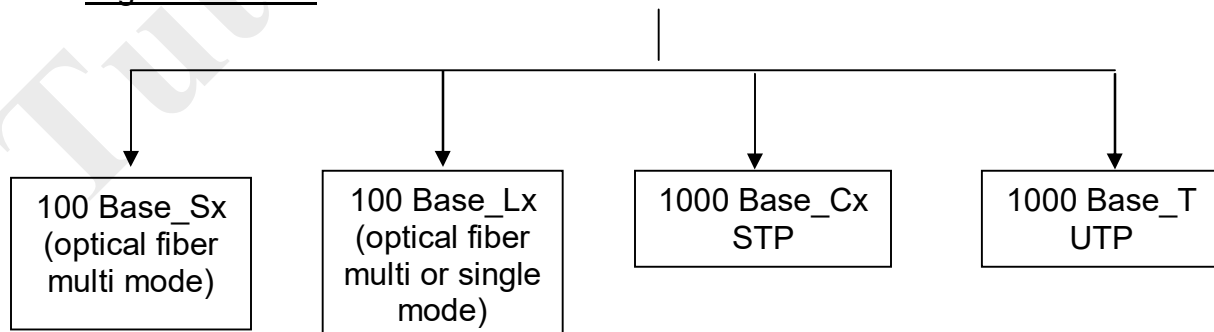 100 Base_Sx
(optical fiber
multi mode)
100 Base_Lx
(optical fiber
multi or single
mode)
1000 Base_Cx
STP
1000 Base_T
UTP